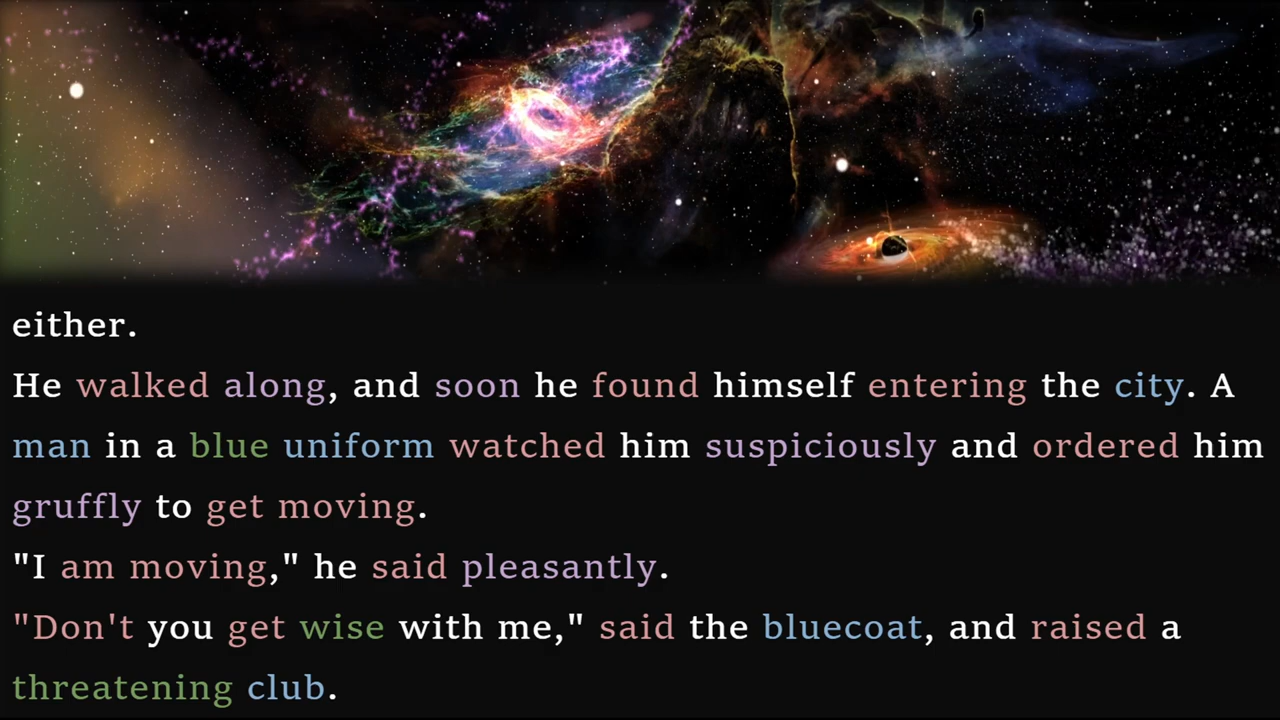 either.
He walked along, and soon he found himself entering the city. A
man in a blue uniform watched him suspiciously and ordered him
gruffly to get moving.
"I am moving," he said pleasantly.
"Don't you get wise with me," said the bluecoat, and raised a
threatening club.